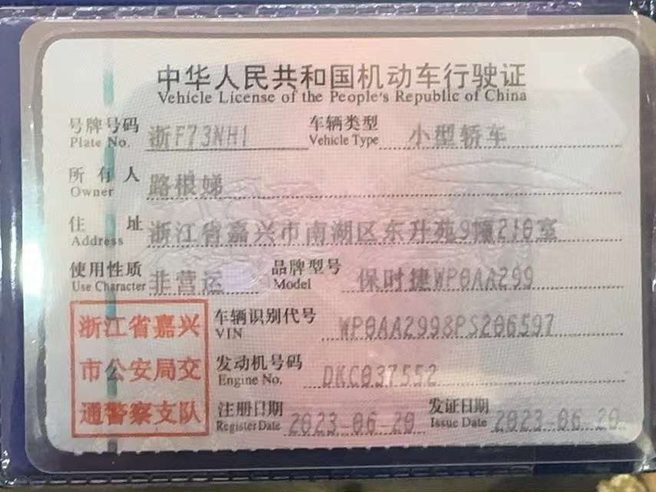 中华人民共和国机动车行驶证
Vehicle License of the People's Republic of China
号牌号码 浙F73NH1 车辆类型 小型轿车
Plate No. Vehicle Type
所有人 路根娣
Owner
住址 浙江省嘉兴市南湖区东升苑9幢210室
Address
使用性质 非营运 品牌型号 保时捷WP0AA299
Use Character Model
浙江省嘉兴
市公安局交
通警察支队
车辆识别代号 WP0AA2998PS206597
VIN
发动机号码 DKC037552
Engine No.
注册日期 2023-06-20 发证日期 2023-06-20
Register Date Issue Date